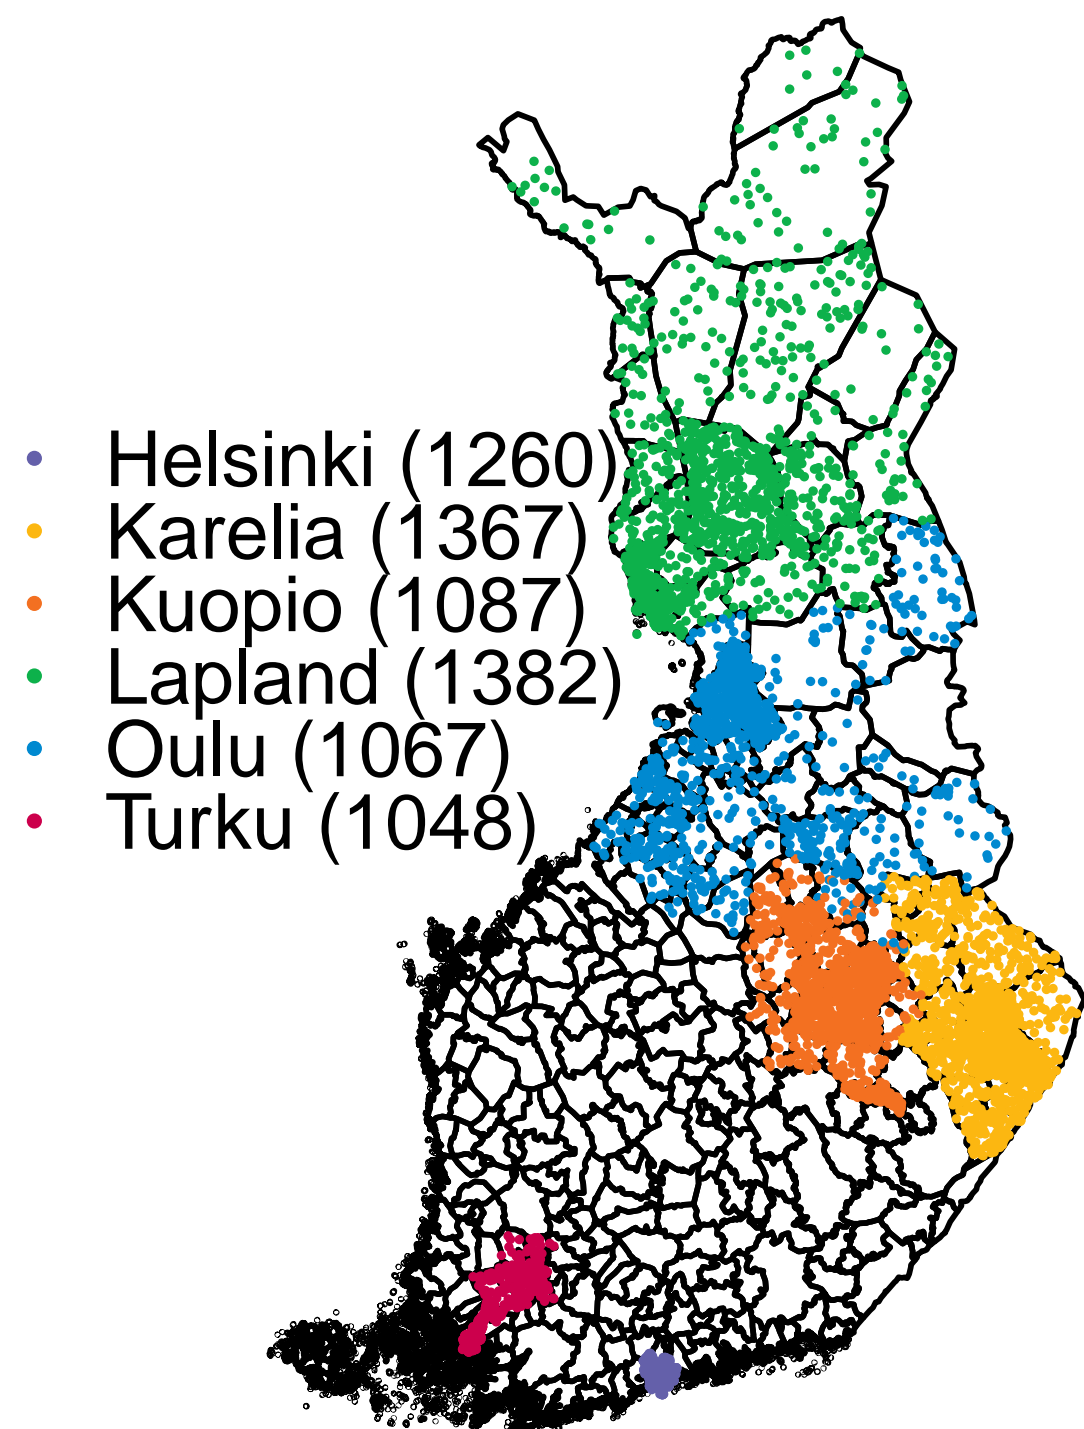 Helsinki (1260)
Karelia (1367)
Kuopio (1087)
Lapland (1382)
Oulu (1067)
Turku (1048)